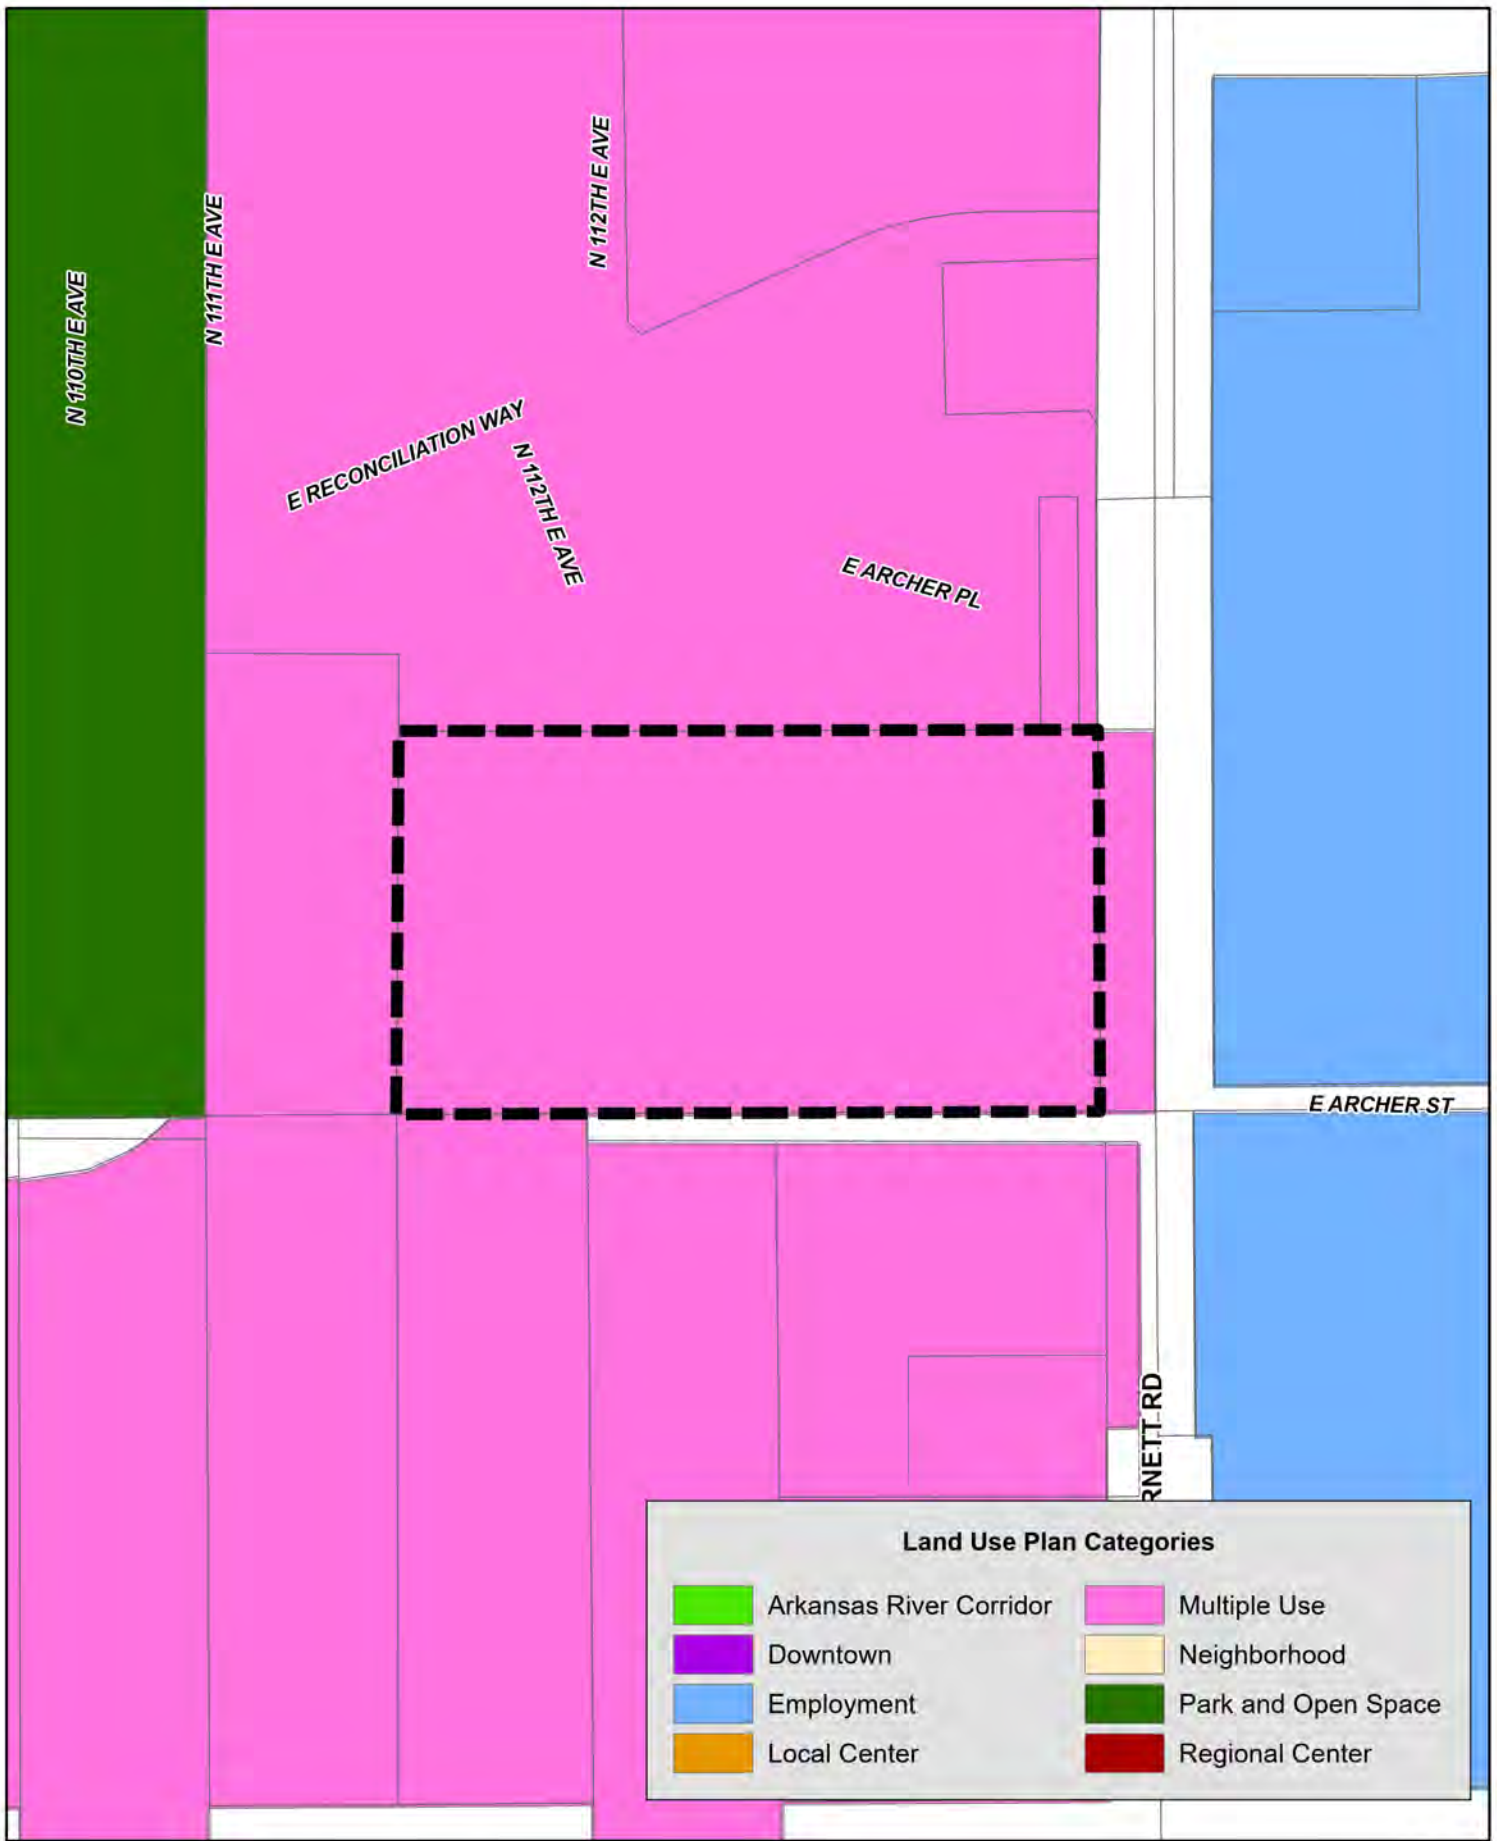 N 110TH E AVE
N 111TH E AVE
N 112TH E AVE
E RECONCILIATION WAY
N 112TH E AVE
E ARCHER PL
E ARCHER ST
RNETT RD
Land Use Plan Categories
Arkansas River Corridor
Downtown
Employment
Local Center
Multiple Use
Neighborhood
Park and Open Space
Regional Center